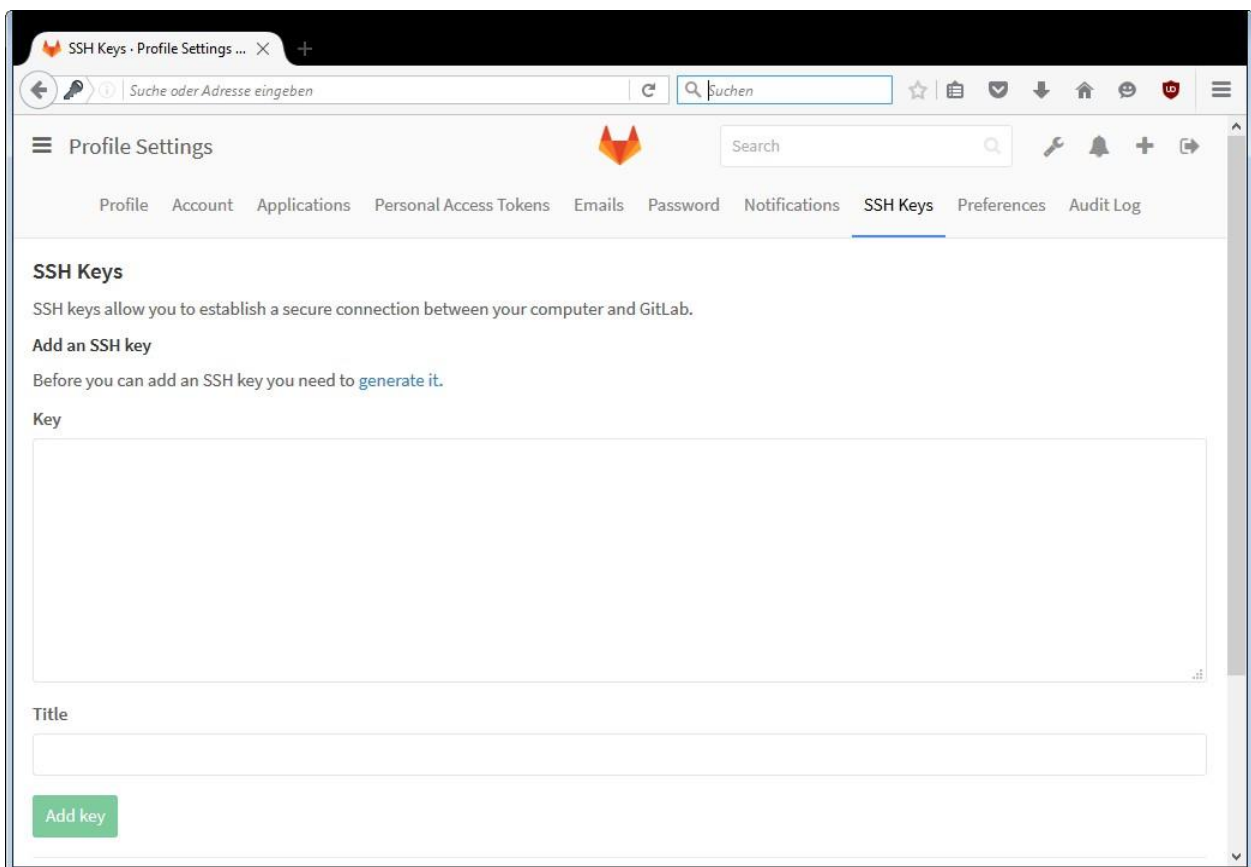 SSH Keys · Profile Settings ...
Suche oder Adresse eingeben
Suchen
Profile Settings
Search
Profile Account Applications Personal Access Tokens Emails Password Notifications SSH Keys Preferences Audit Log
SSH Keys
SSH keys allow you to establish a secure connection between your computer and GitLab.
Add an SSH key
Before you can add an SSH key you need to generate it.
Key
Title
Add key